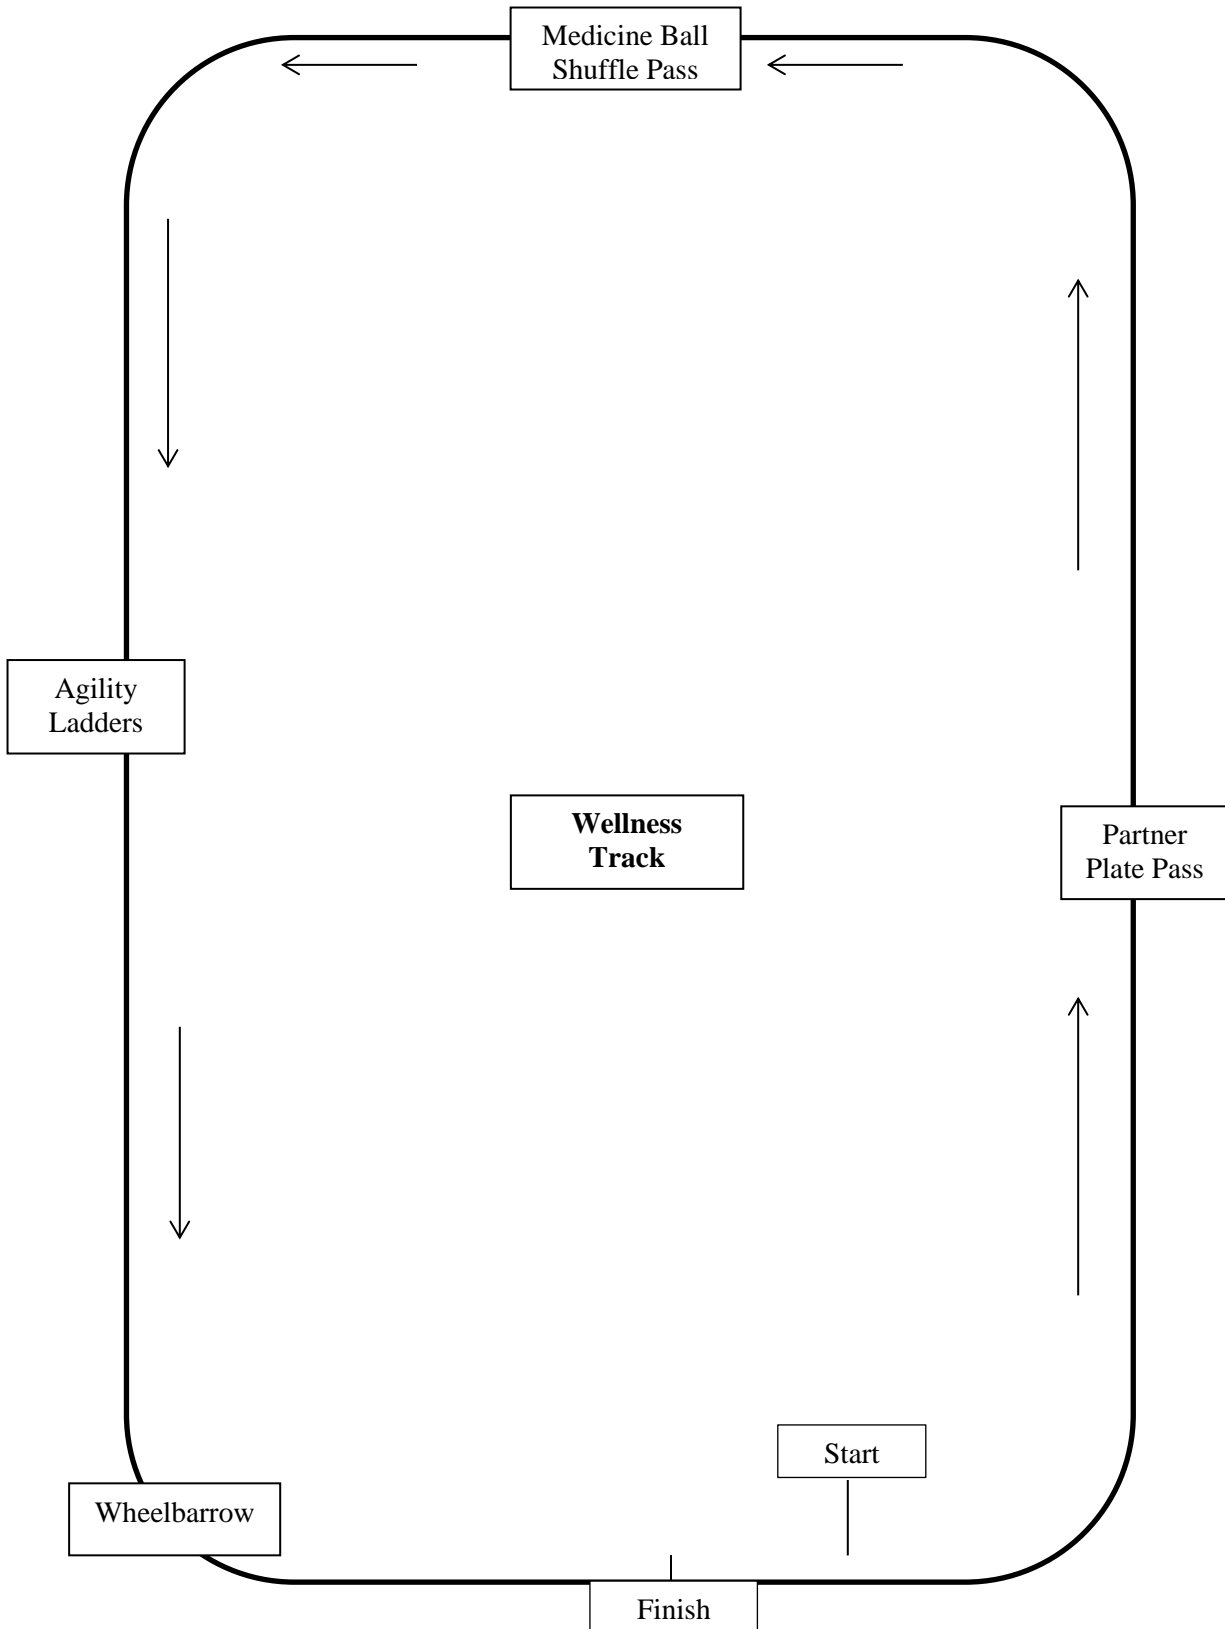 Medicine Ball
Shuffle Pass
Agility
Ladders
Wellness
Track
Partner
Plate Pass
Start
Wheelbarrow
Finish